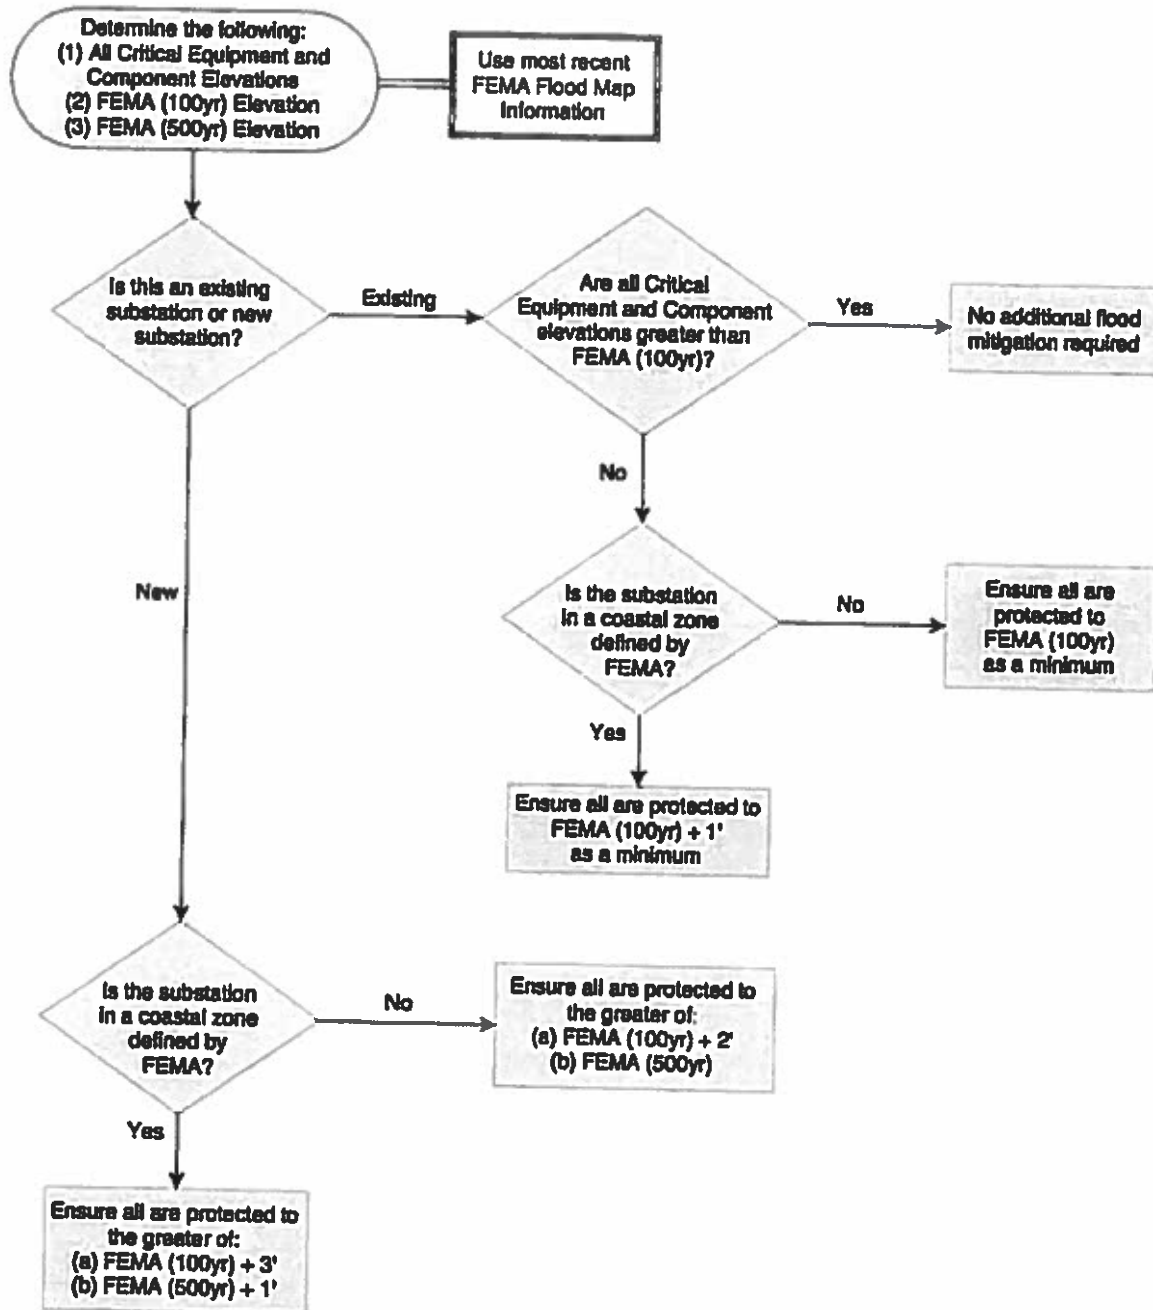 Determine the following:
(1) All Critical Equipment and
Component Elevations
(2) FEMA (100yr) Elevation
(3) FEMA (500yr) Elevation
Use most recent
FEMA Flood Map
Information
Is this an existing
substation or new
substation?
Existing
Are all Critical
Equipment and Component
elevations greater than
FEMA (100yr)?
Yes
No additional flood
mitigation required
No
Is the substation
in a coastal zone
defined by
FEMA?
No
Ensure all are
protected to
FEMA (100yr)
as a minimum
Yes
Ensure all are protected to
FEMA (100yr) + 1'
as a minimum
New
Is the substation
in a coastal zone
defined by
FEMA?
No
Ensure all are protected to
the greater of:
(a) FEMA (100yr) + 2'
(b) FEMA (500yr)
Yes
Ensure all are protected to
the greater of:
(a) FEMA (100yr) + 3'
(b) FEMA (500yr) + 1'